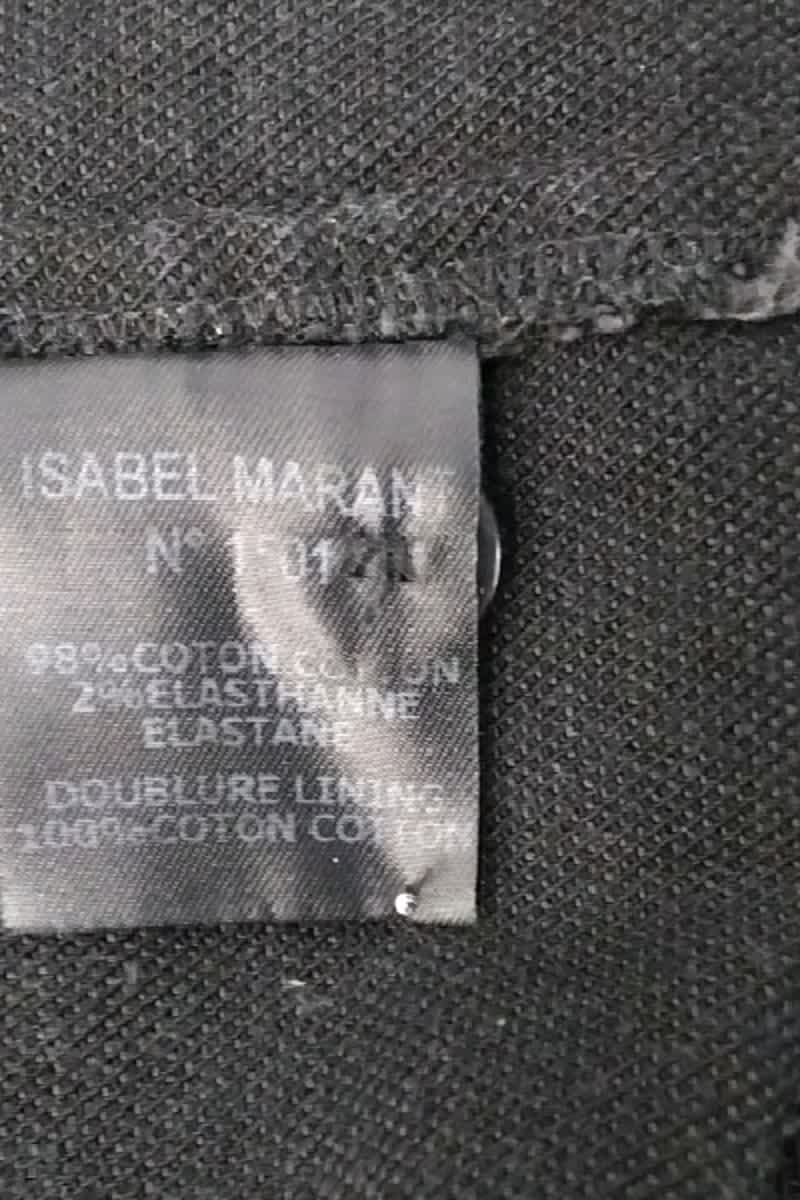 ISABEL MARANT
N°
98%COTON COTTON
2%ELASTHANNE
ELASTANE
DOUBLURE LINING
100%COTON COTTON